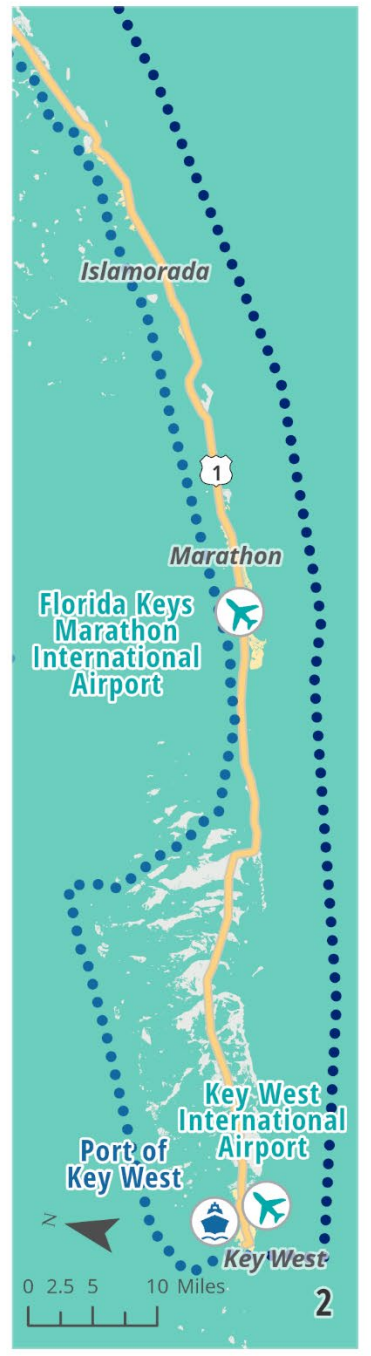 Islamorada
1
Marathon
Florida Keys
Marathon
International
Airport
Key West
International
Airport
Port of
Key West
N
Key West
0 2.5 5 10 Miles
2